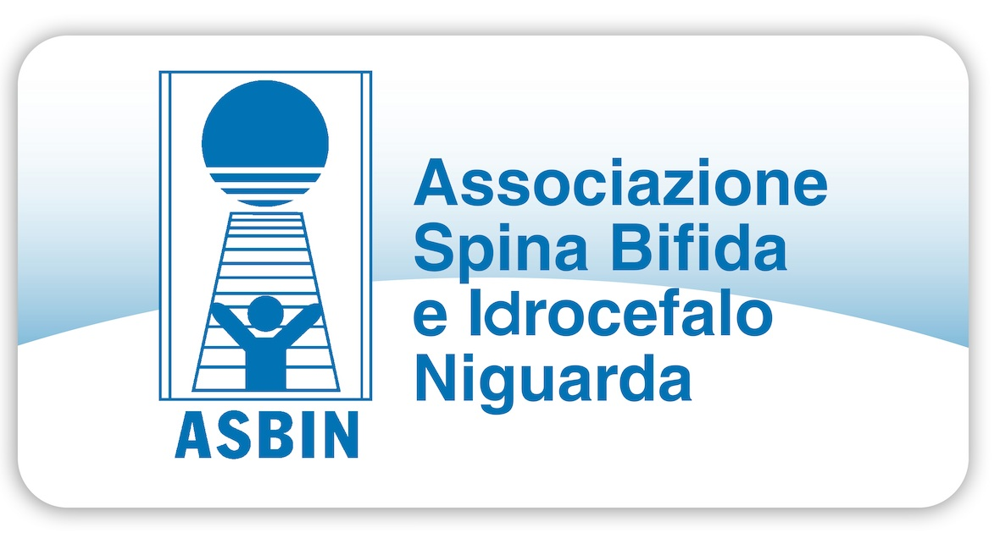 Associazione
Spina Bifida
e Idrocefalo
Niguarda
ASBIN